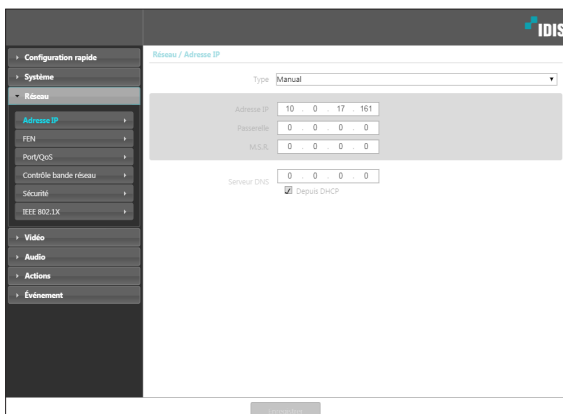 IDIS
Configuration rapide
Système
Réseau
Adresse IP
FEN
Port/QoS
Contrôle bande réseau
Sécurité
IEEE 802.1X
Vidéo
Audio
Actions
Événement
Réseau / Adresse IP
Type Manual
Adresse IP 10 . 0 . 17 . 161
Passerelle 0 . 0 . 0 . 0
M.S.R. 0 . 0 . 0 . 0
Serveur DNS 0 . 0 . 0 . 0
Depuis DHCP